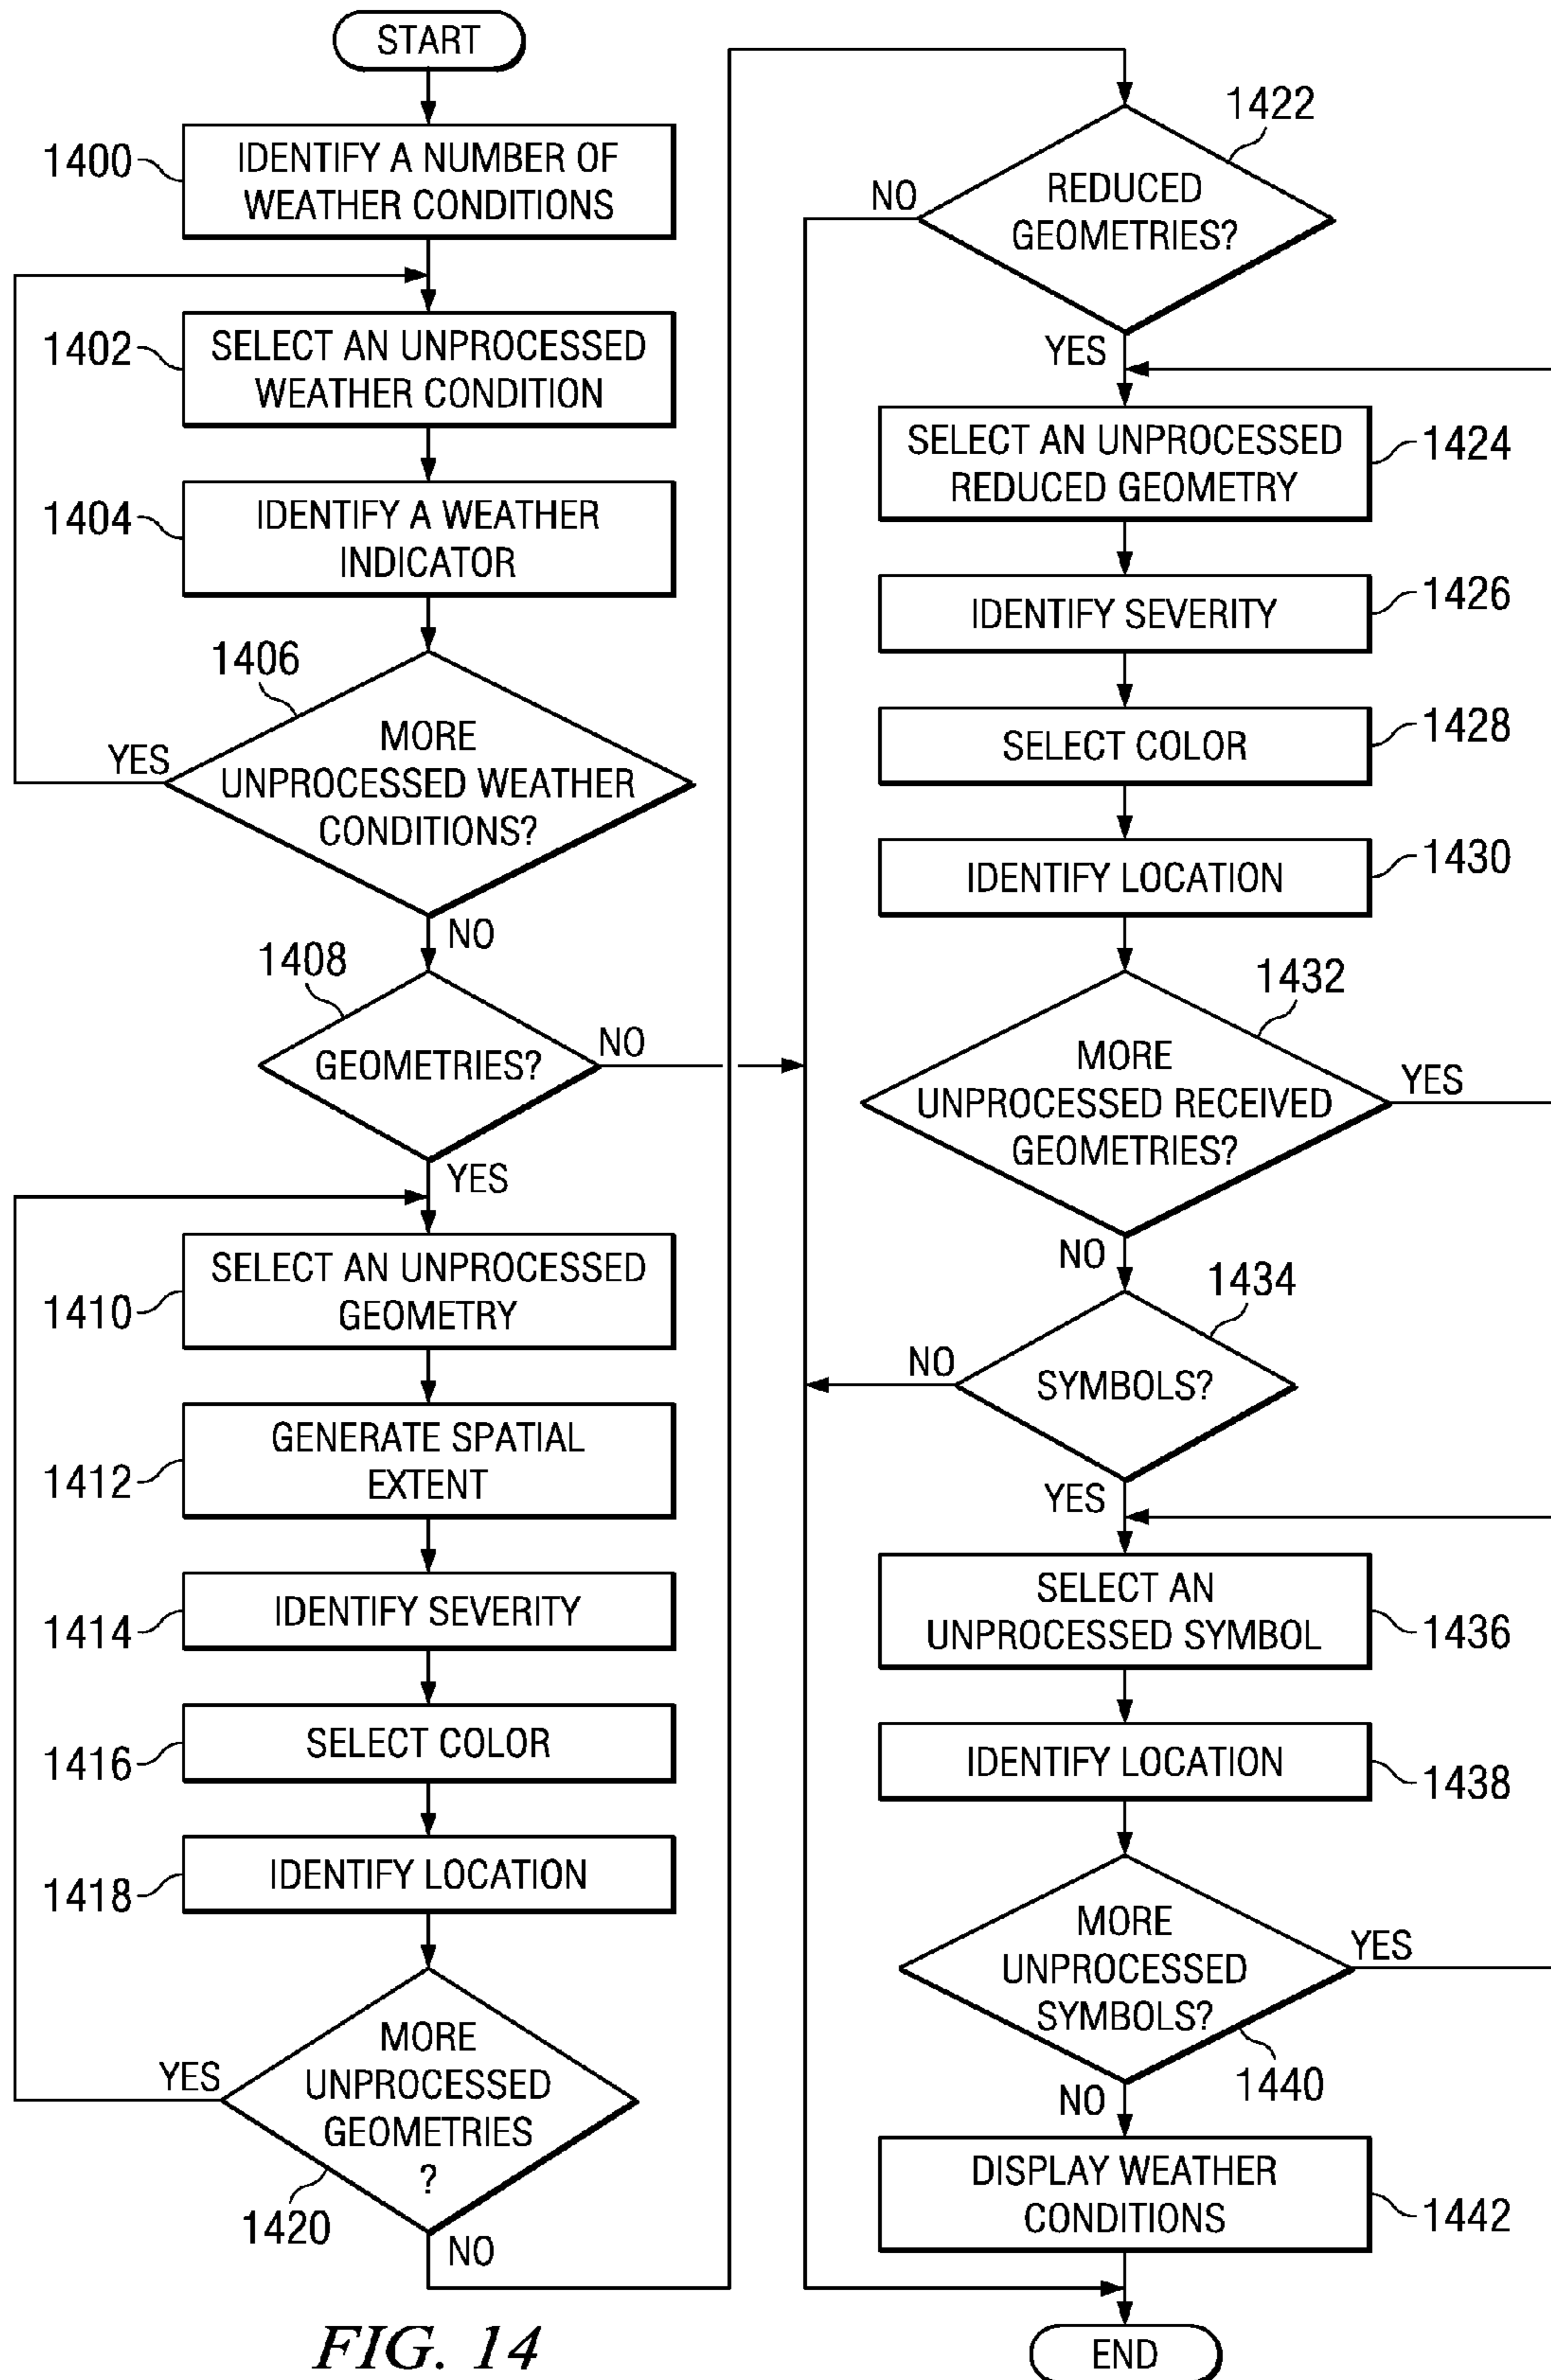 START
1400
IDENTIFY A NUMBER OF
WEATHER CONDITIONS
1402
SELECT AN UNPROCESSED
WEATHER CONDITION
1404
IDENTIFY A WEATHER
INDICATOR
1406
MORE
UNPROCESSED WEATHER
CONDITIONS?
YES
NO
1408
GEOMETRIES?
NO
YES
1410
SELECT AN UNPROCESSED
GEOMETRY
1412
GENERATE SPATIAL
EXTENT
1414
IDENTIFY SEVERITY
1416
SELECT COLOR
1418
IDENTIFY LOCATION
MORE
UNPROCESSED
GEOMETRIES
?
YES
1420
NO
FIG. 14
1422
REDUCED
GEOMETRIES?
NO
YES
SELECT AN UNPROCESSED
REDUCED GEOMETRY
1424
IDENTIFY SEVERITY
1426
SELECT COLOR
1428
IDENTIFY LOCATION
1430
1432
MORE
UNPROCESSED RECEIVED
GEOMETRIES?
YES
NO
1434
SYMBOLS?
NO
YES
SELECT AN
UNPROCESSED SYMBOL
1436
IDENTIFY LOCATION
1438
MORE
UNPROCESSED
SYMBOLS?
YES
1440
NO
DISPLAY WEATHER
CONDITIONS
1442
END